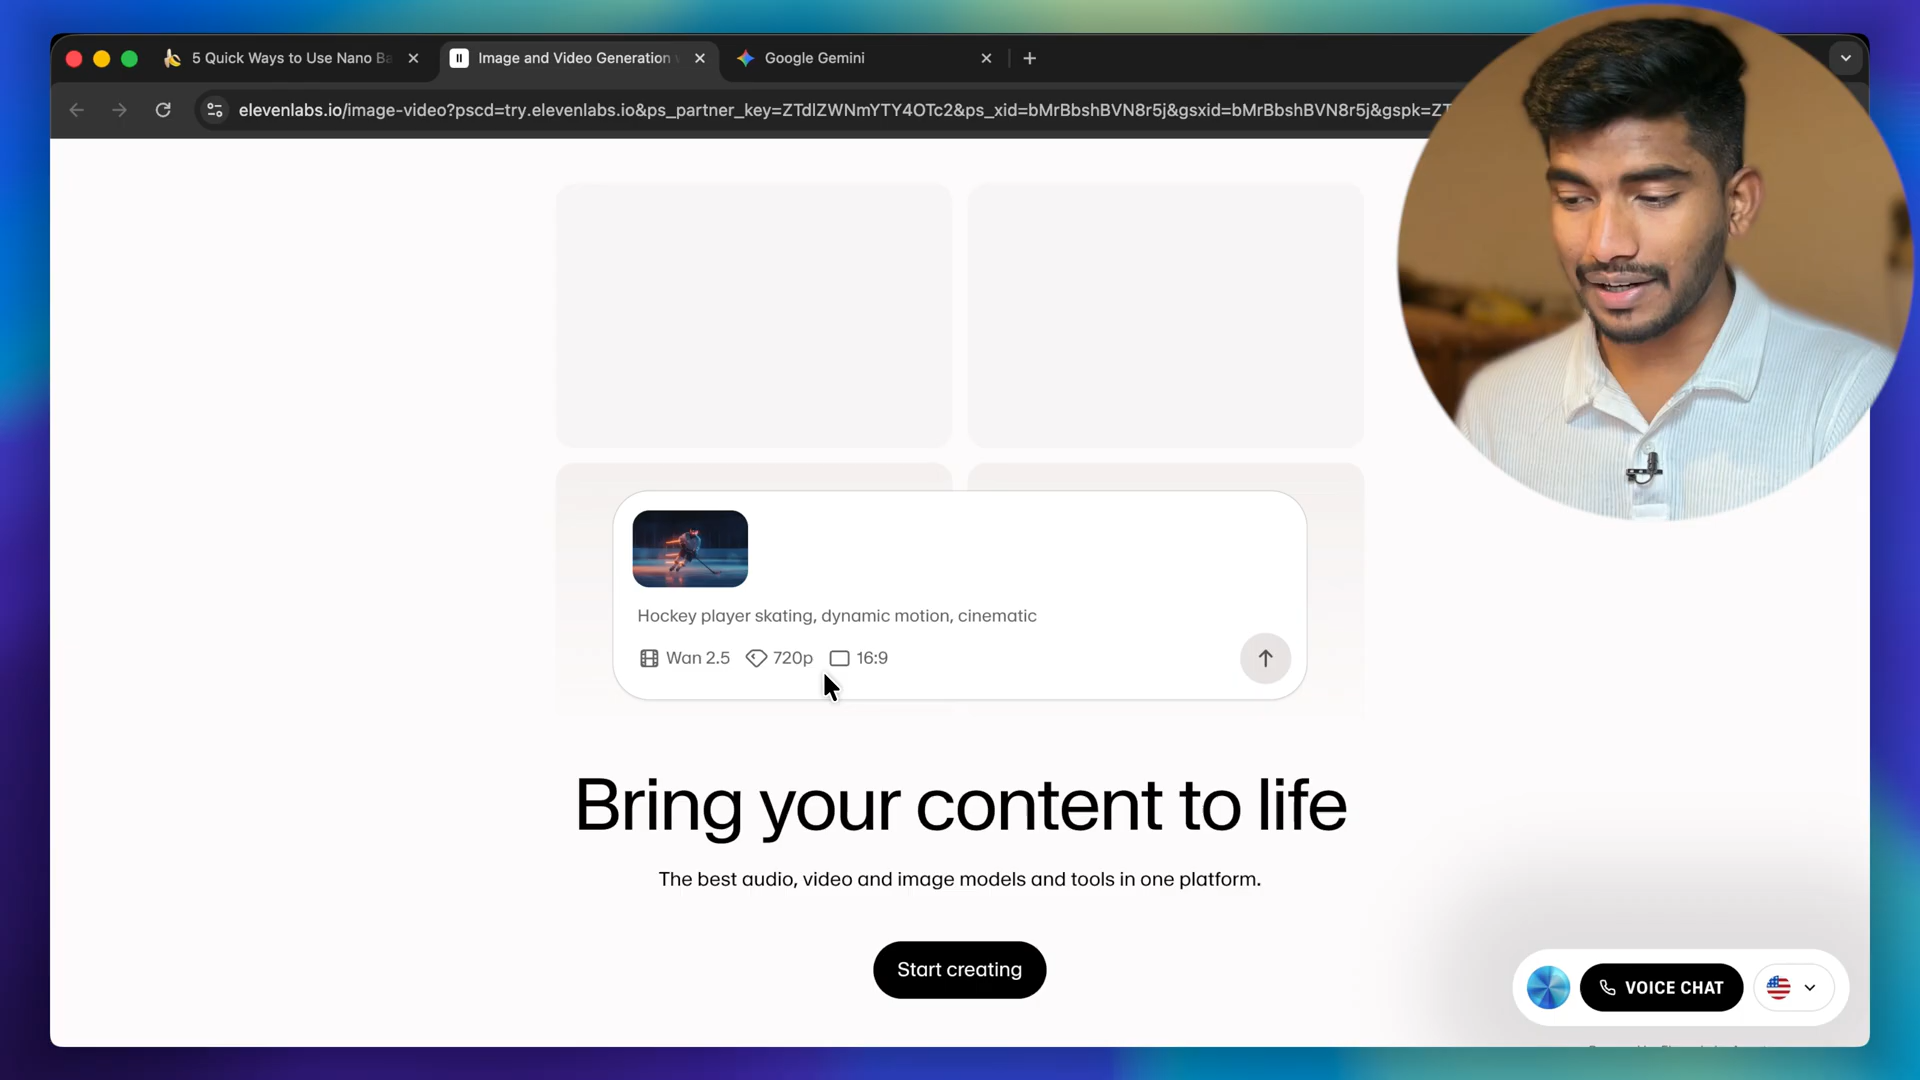 5 Quick Ways to Use Nano Ba
Image and Video Generation
Google Gemini
elevenlabs.io/image-video?pscd=try.elevenlabs.io&ps_partner_key=ZTdlZWNmYTY4OTc2&ps_xid=bMrBbshBVN8r5j&gsxid=bMrBbshBVN8r5j&gspk=ZT
Hockey player skating, dynamic motion, cinematic
Wan 2.5 720p 16:9
Bring your content to life
The best audio, video and image models and tools in one platform.
Start creating
VOICE CHAT